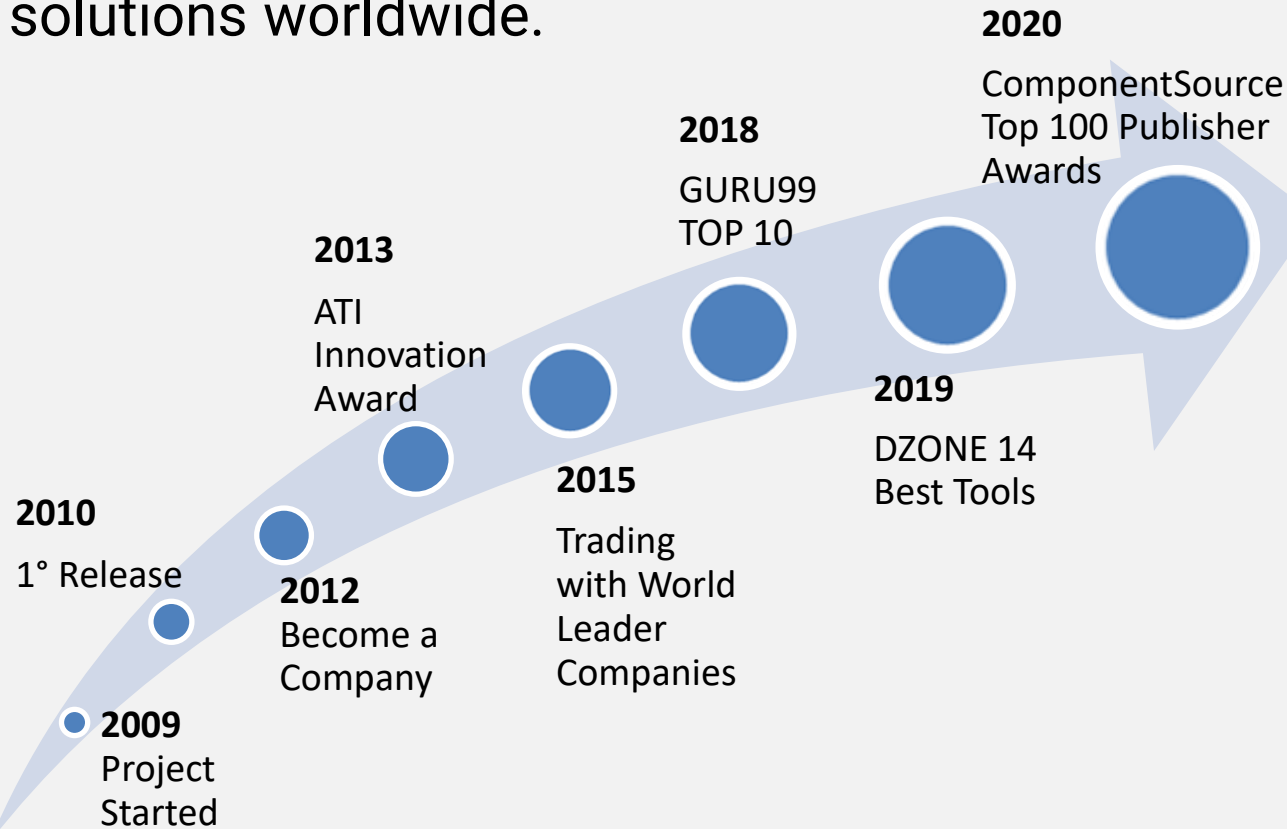 solutions worldwide.
2009
Project
Started
2010
1° Release
2012
Become a
Company
2013
ATI
Innovation
Award
2015
Trading
with World
Leader
Companies
2018
GURU99
TOP 10
2019
DZONE 14
Best Tools
2020
ComponentSource
Top 100 Publisher
Awards